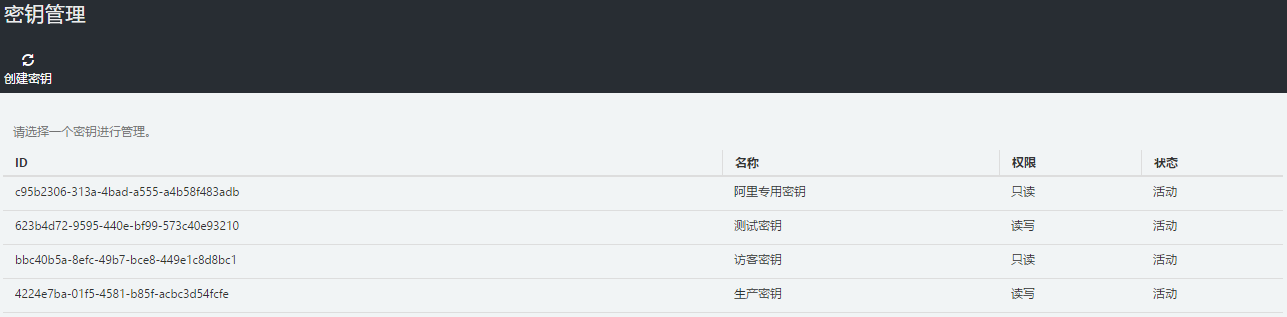 密钥管理
创建密钥
请选择一个密钥进行管理。
ID 名称 权限 状态
c95b2306-313a-4bad-a555-a4b58f483adb 阿里专用密钥 只读 活动
623b4d72-9595-440e-bf99-573c40e93210 测试密钥 读写 活动
bbc40b5a-8efc-49b7-bce8-449e1c8d8bc1 访客密钥 只读 活动
4224e7ba-01f5-4581-b85f-acbc3d54fcfe 生产密钥 读写 活动